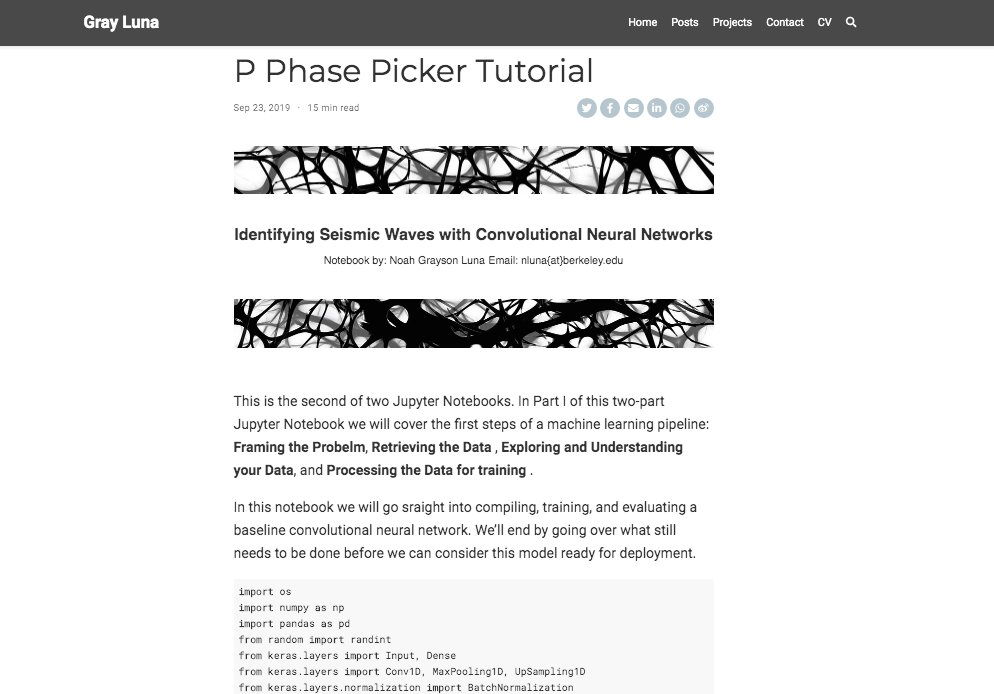 Gray Luna
Home Posts Projects Contact CV
P Phase Picker Tutorial
Sep 23, 2019 · 15 min read
Identifying Seismic Waves with Convolutional Neural Networks
Notebook by: Noah Grayson Luna Email: nluna{at}berkeley.edu
This is the second of two Jupyter Notebooks. In Part I of this two-part
Jupyter Notebook we will cover the first steps of a machine learning pipeline:
Framing the Probelm, Retrieving the Data , Exploring and Understanding
your Data, and Processing the Data for training .
In this notebook we will go sraight into compiling, training, and evaluating a
baseline convolutional neural network. We’ll end by going over what still
needs to be done before we can consider this model ready for deployment.
import os
import numpy as np
import pandas as pd
from random import randint
from keras.layers import Input, Dense
from keras.layers import Conv1D, MaxPooling1D, UpSampling1D
from keras.layers.normalization import BatchNormalization